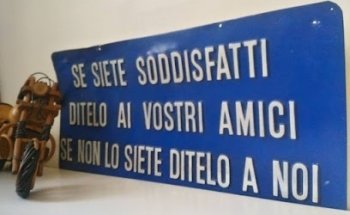 SE SIETE SODDISFATTI
DITELO AI VOSTRI AMICI
SE NON LO SIETE DITELO A NOI